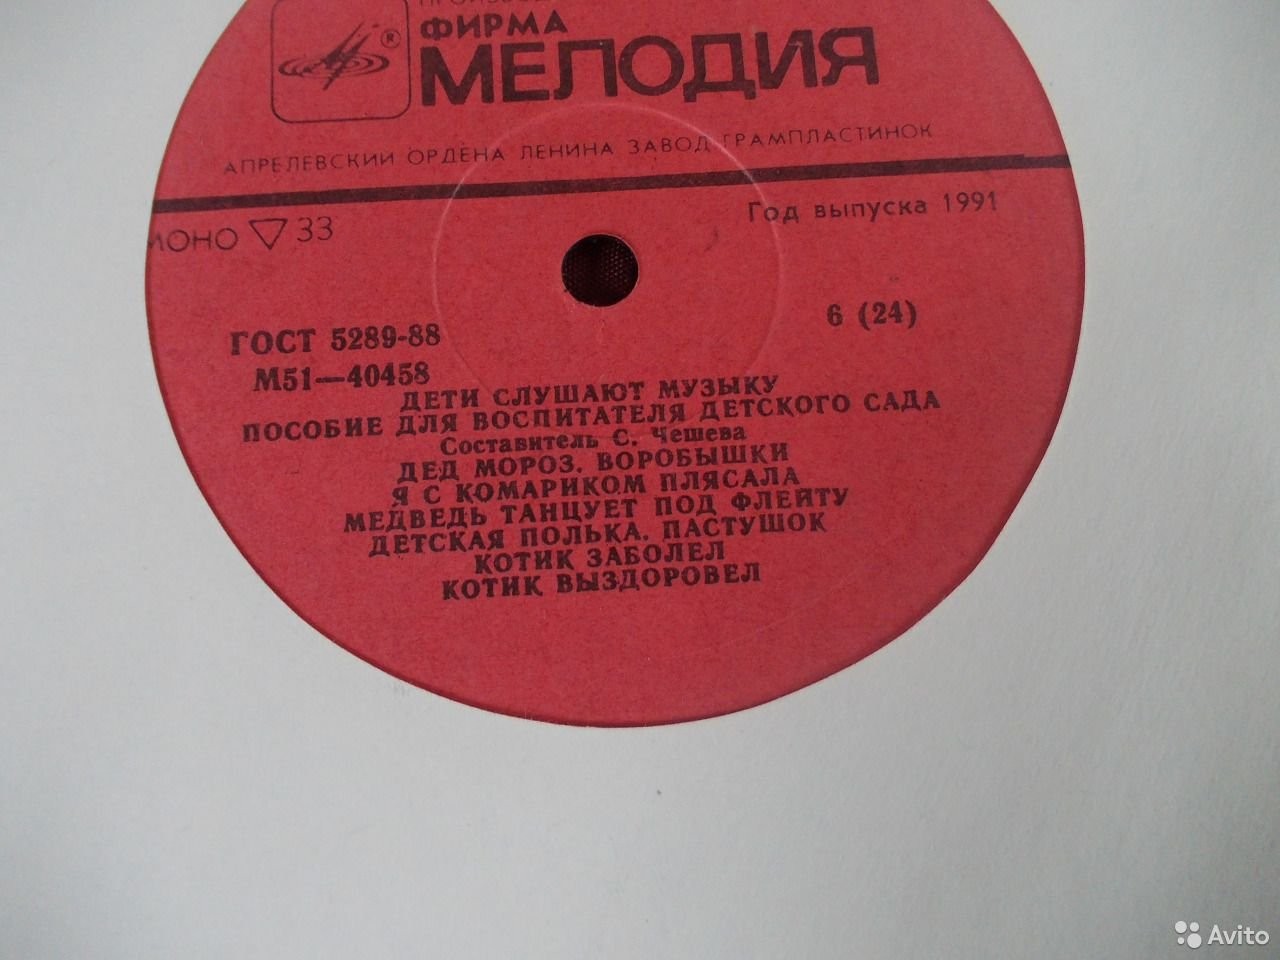 ФИРМА
®
МЕЛОДИЯ
АПРЕЛЕВСКИЙ ОРДЕНА ЛЕНИНА ЗАВОД ГРАМПЛАСТИНОК
МОНО ▽ 33
Год выпуска 1991
ГОСТ 5289-88
6 (24)
М51—40458
ДЕТИ СЛУШАЮТ МУЗЫКУ
ПОСОБИЕ ДЛЯ ВОСПИТАТЕЛЯ ДЕТСКОГО САДА
Составитель С. Чешева
ДЕД МОРОЗ. ВОРОБЫШКИ
Я С КОМАРИКОМ ПЛЯСАЛА
МЕДВЕДЬ ТАНЦУЕТ ПОД ФЛЕЙТУ
ДЕТСКАЯ ПОЛЬКА. ПАСТУШОК
КОТИК ЗАБОЛЕЛ
КОТИК ВЫЗДОРОВЕЛ
Avito